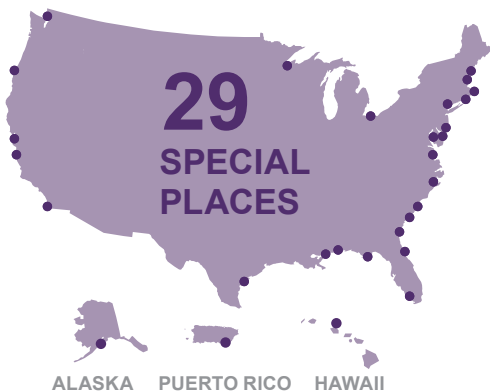 29
SPECIAL
PLACES
ALASKA PUERTO RICO HAWAII